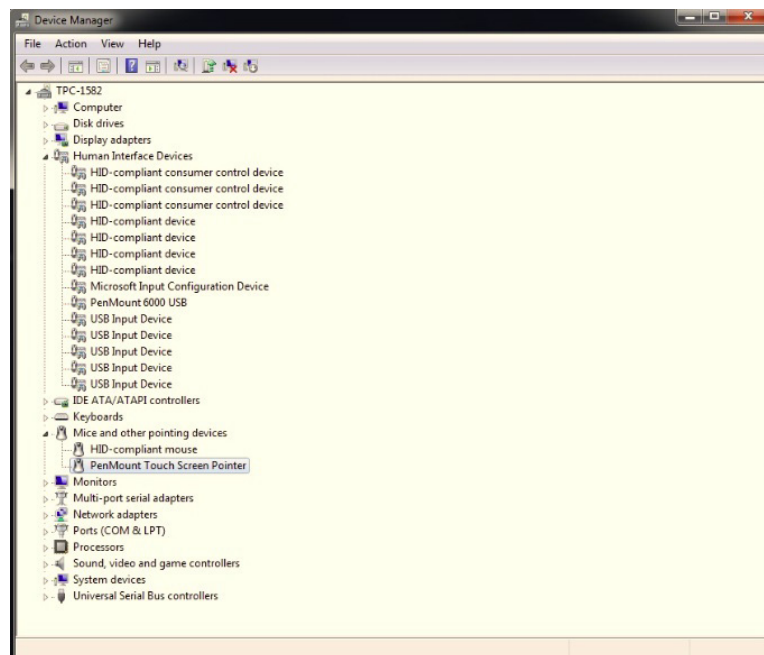 Device Manager
File Action View Help
TPC-1582
Computer
Disk drives
Display adapters
Human Interface Devices
HID-compliant consumer control device
HID-compliant consumer control device
HID-compliant consumer control device
HID-compliant device
HID-compliant device
HID-compliant device
HID-compliant device
Microsoft Input Configuration Device
PenMount 6000 USB
USB Input Device
USB Input Device
USB Input Device
USB Input Device
USB Input Device
IDE ATA/ATAPI controllers
Keyboards
Mice and other pointing devices
HID-compliant mouse
PenMount Touch Screen Pointer
Monitors
Multi-port serial adapters
Network adapters
Ports (COM & LPT)
Processors
Sound, video and game controllers
System devices
Universal Serial Bus controllers